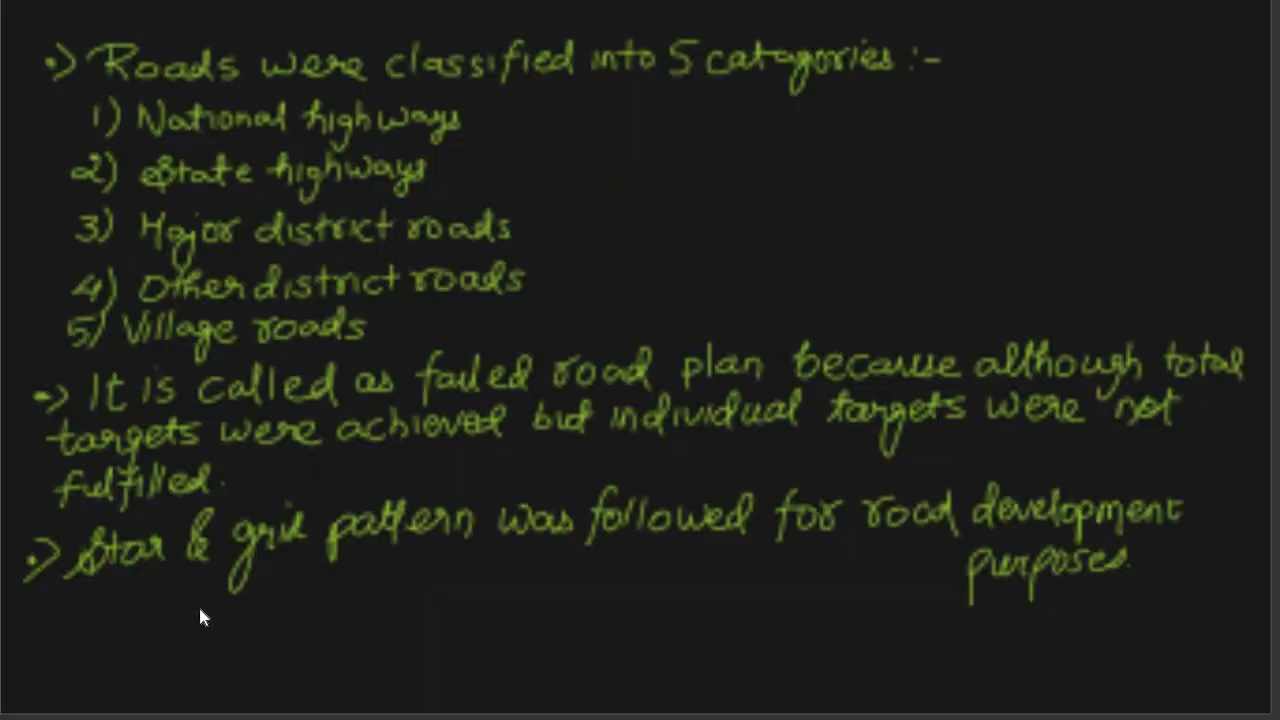 •) Roads were classified into 5 catagories :-
1) National highways
2) State highways
3) Major district roads
4) Other district roads
5) Village roads
•) It is called as failed road plan because although total
targets were achieved bid individual targets were not
fulfilled.
•) Star & grid pattern was followed for road development
purposes.